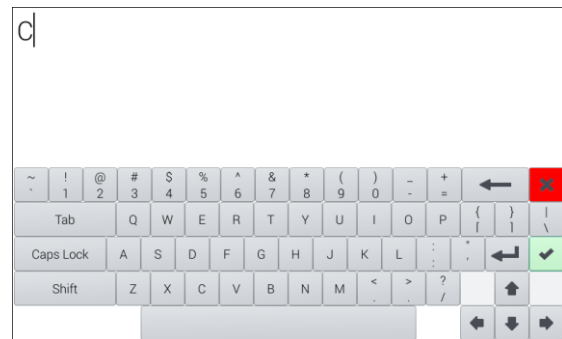 C
~ ! @ # $ % ^ & * ( ) _ +
` 1 2 3 4 5 6 7 8 9 0 - =
Tab Q W E R T Y U I O P { } |
[ ] \
Caps Lock A S D F G H J K L : "
; '
Shift Z X C V B N M < > ?
, . /